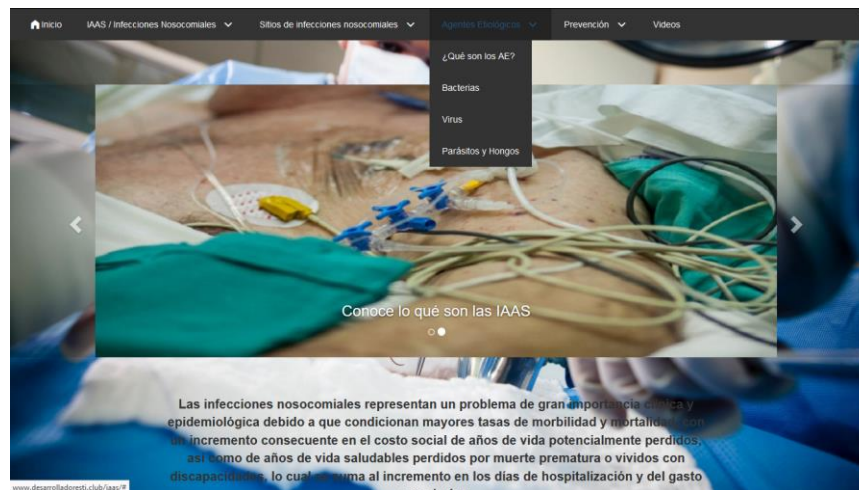 Inicio IAAS / Infecciones Nosocomiales Sitios de infecciones nosocomiales Agentes Etiológicos Prevención Videos
¿Qué son los AE?
Bacterias
Virus
Parásitos y Hongos
Conoce lo qué son las IAAS
Las infecciones nosocomiales representan un problema de gran importancia clínica y
epidemiológica debido a que condicionan mayores tasas de morbilidad y mortalidad, con
un incremento consecuente en el costo social de años de vida potencialmente perdidos,
así como de años de vida saludables perdidos por muerte prematura o vividos con
discapacidades, lo cual se suma al incremento en los días de hospitalización y del gasto
www.desarrolladoresti.club/iaas/#